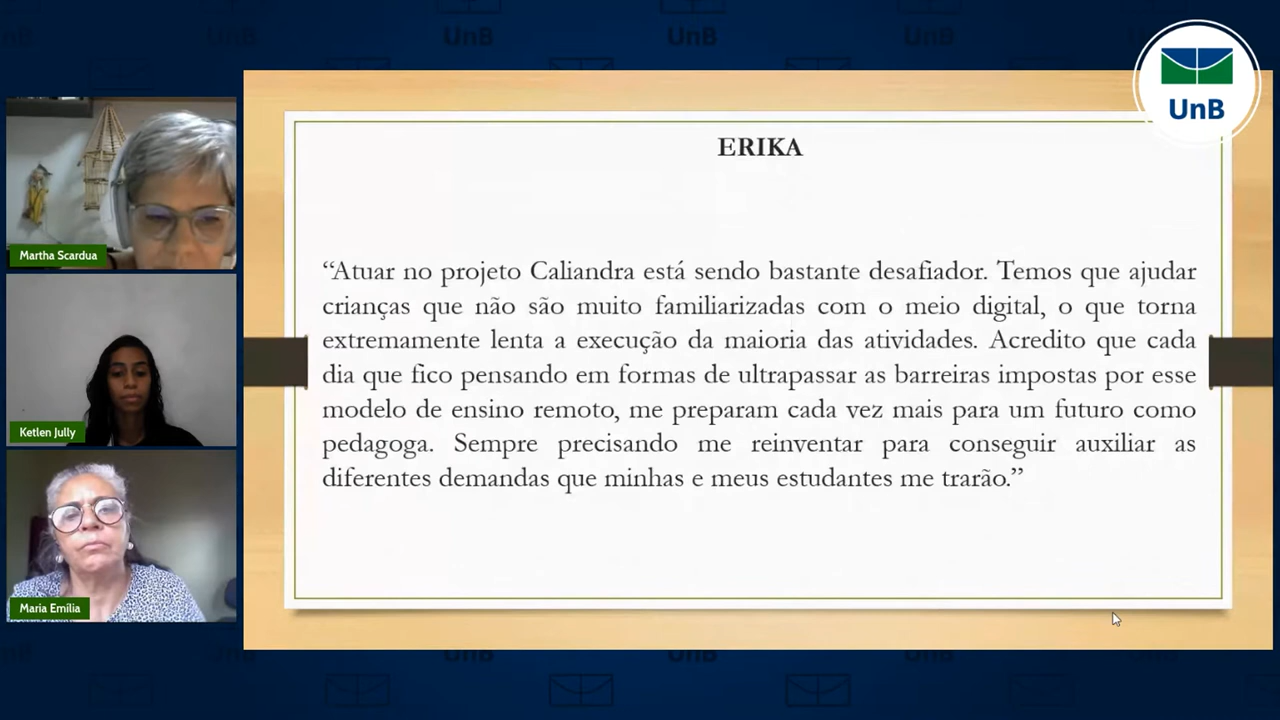 UnB
UnB
UnB
UnB
ERIKA
“Atuar no projeto Caliandra está sendo bastante desafiador. Temos que ajudar
crianças que não são muito familiarizadas com o meio digital, o que torna
extremamente lenta a execução da maioria das atividades. Acredito que cada
dia que fico pensando em formas de ultrapassar as barreiras impostas por esse
modelo de ensino remoto, me preparam cada vez mais para um futuro como
pedagoga. Sempre precisando me reinventar para conseguir auxiliar as
diferentes demandas que minhas e meus estudantes me trarão.”
Martha Scardua
Ketlen Jully
Maria Emília